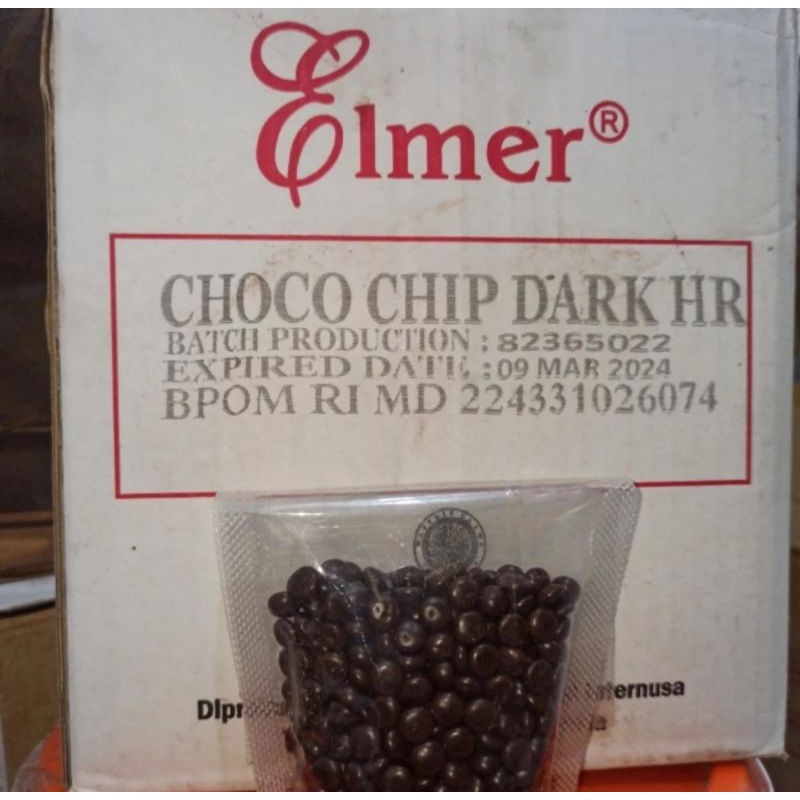 Elmer®
CHOCO CHIP DARK HR
BATCH PRODUCTION : 82365022
EXPIRED DATE : 09 MAR 2024
BPOM RI MD 224331026074